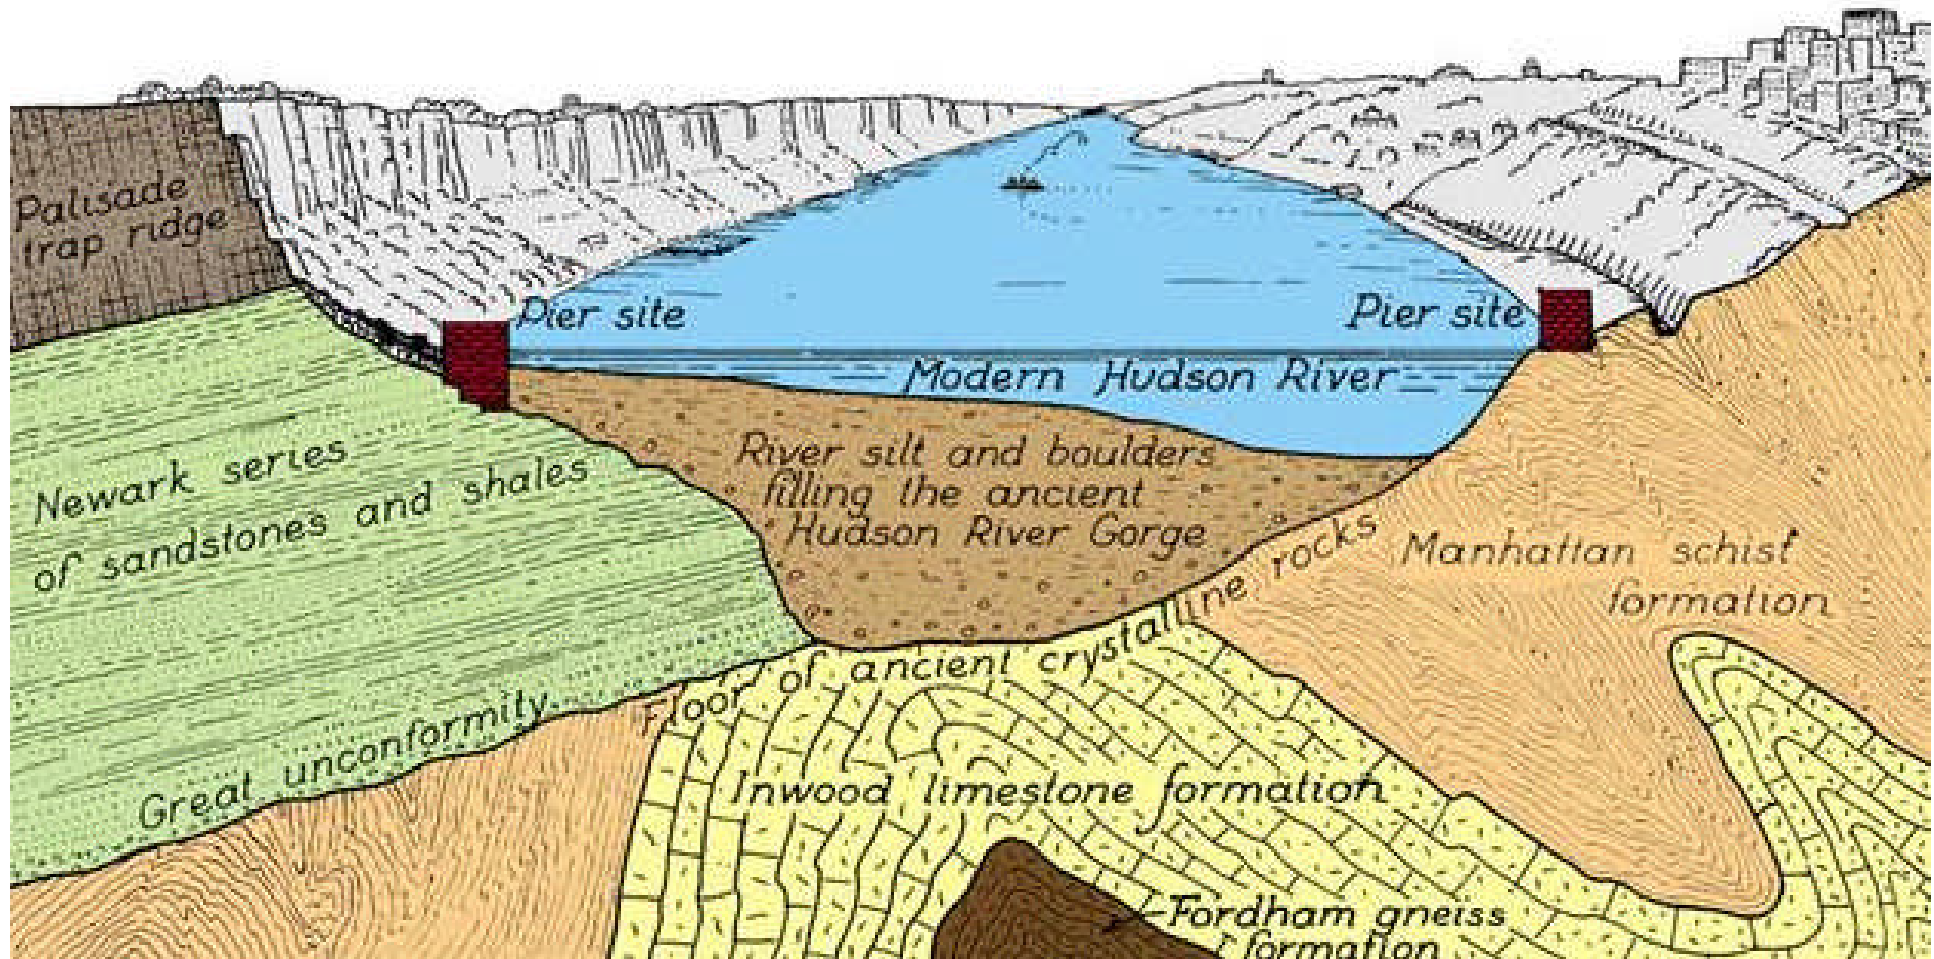 Palisade
trap ridge
Pier site
Pier site
Modern Hudson River
River silt and boulders
filling the ancient
Hudson River Gorge
Newark series
of sandstones and shales
Great unconformity
Floor of ancient crystalline rocks
Manhattan schist
formation
Inwood limestone formation
Fordham gneiss
formation